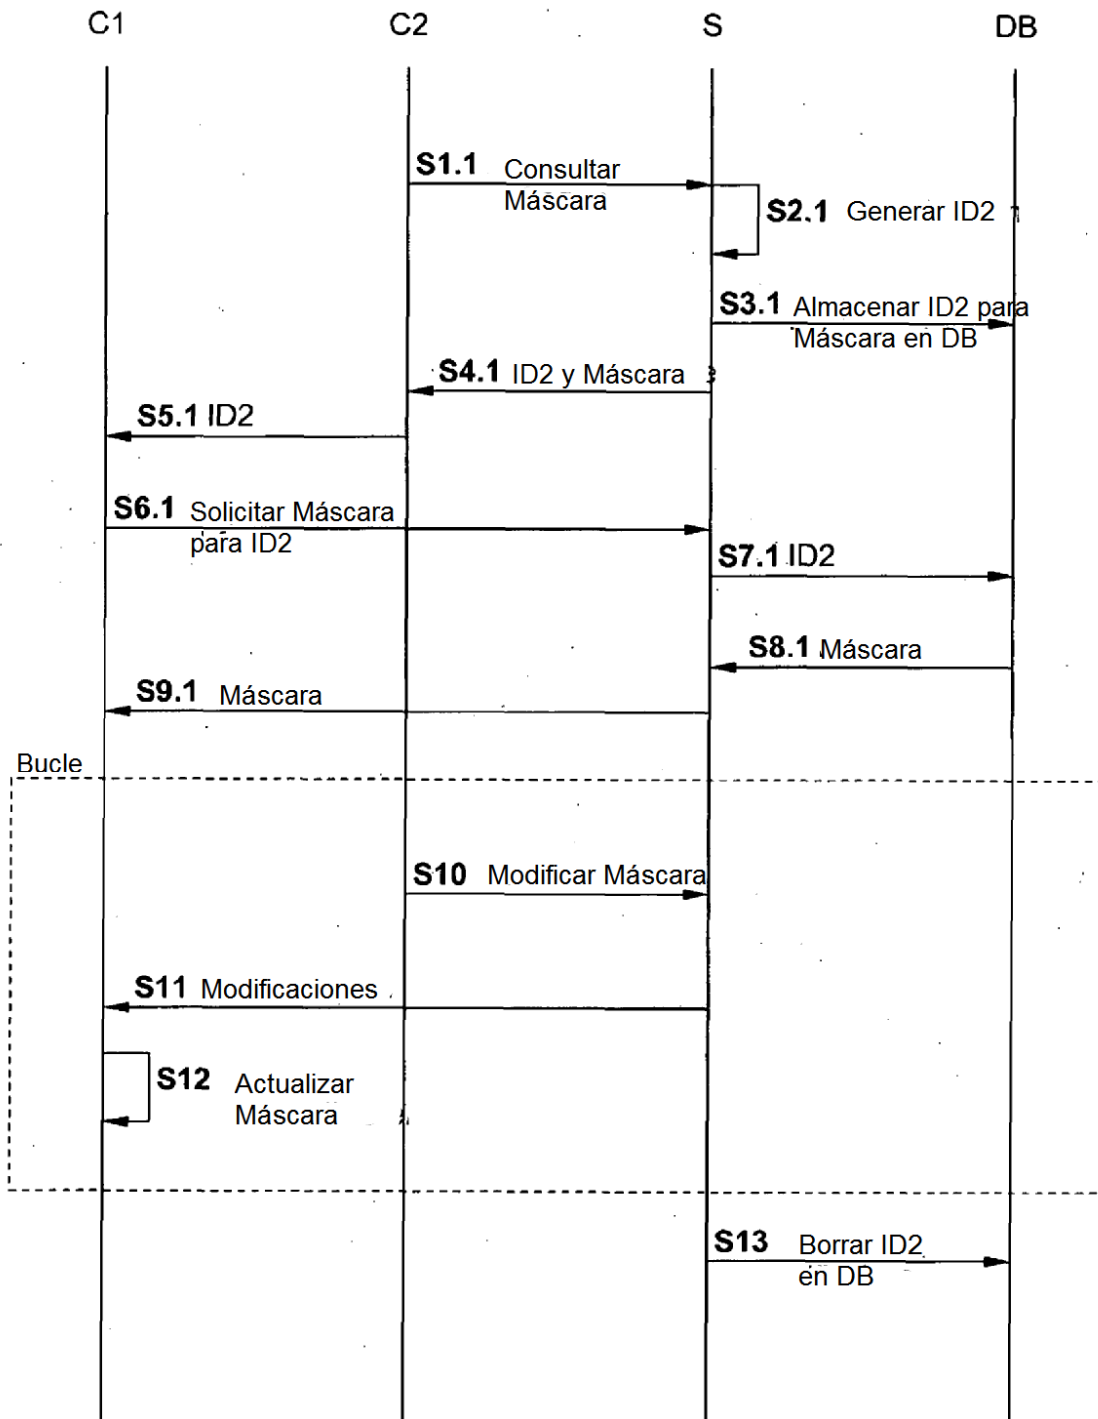 C1 C2 S DB
S1.1 Consultar
Máscara
S2.1 Generar ID2
S3.1 Almacenar ID2 para
Máscara en DB
S4.1 ID2 y Máscara
S5.1 ID2
S6.1 Solicitar Máscara
para ID2
S7.1 ID2
S8.1 Máscara
S9.1 Máscara
Bucle
S10 Modificar Máscara
S11 Modificaciones
S12 Actualizar
Máscara
S13 Borrar ID2
en DB